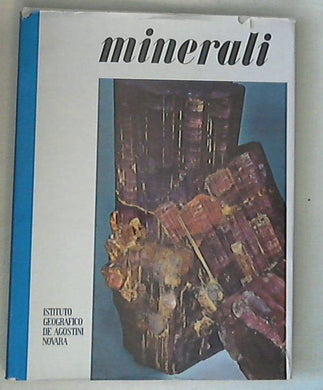 minerali
ISTITUTO
GEOGRAFICO
DE AGOSTINI
NOVARA